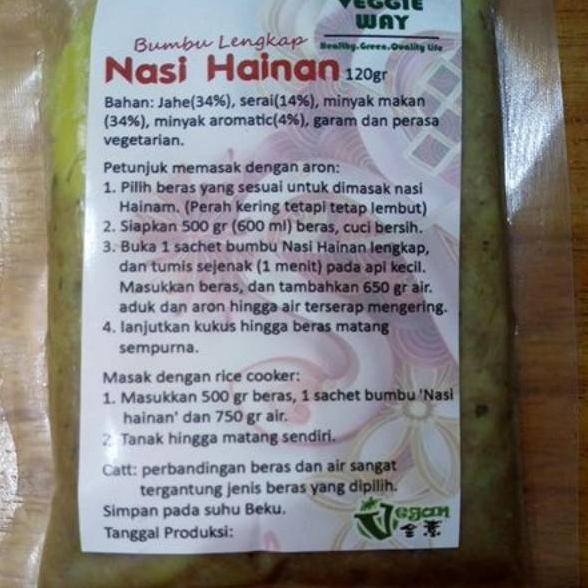 VEGGIE
WAY
Healthy.Green.Quality Life
Bumbu Lengkap
Nasi Hainan 120gr
Bahan: Jahe(34%), serai(14%), minyak makan
(34%), minyak aromatic(4%), garam dan perasa
vegetarian.
Petunjuk memasak dengan aron:
1. Pilih beras yang sesuai untuk dimasak nasi
Hainam. (Perah kering tetapi tetap lembut)
2. Siapkan 500 gr (600 ml) beras, cuci bersih.
3. Buka 1 sachet bumbu Nasi Hainan lengkap,
dan tumis sejenak (1 menit) pada api kecil.
Masukkan beras, dan tambahkan 650 gr air.
aduk dan aron hingga air terserap mengering.
4. lanjutkan kukus hingga beras matang
sempurna.
Masak dengan rice cooker:
1. Masukkan 500 gr beras, 1 sachet bumbu 'Nasi
hainan' dan 750 gr air.
2. Tanak hingga matang sendiri.
Catt: perbandingan beras dan air sangat
tergantung jenis beras yang dipilih.
Simpan pada suhu Beku.
Tanggal Produksi:
Vegan
全素